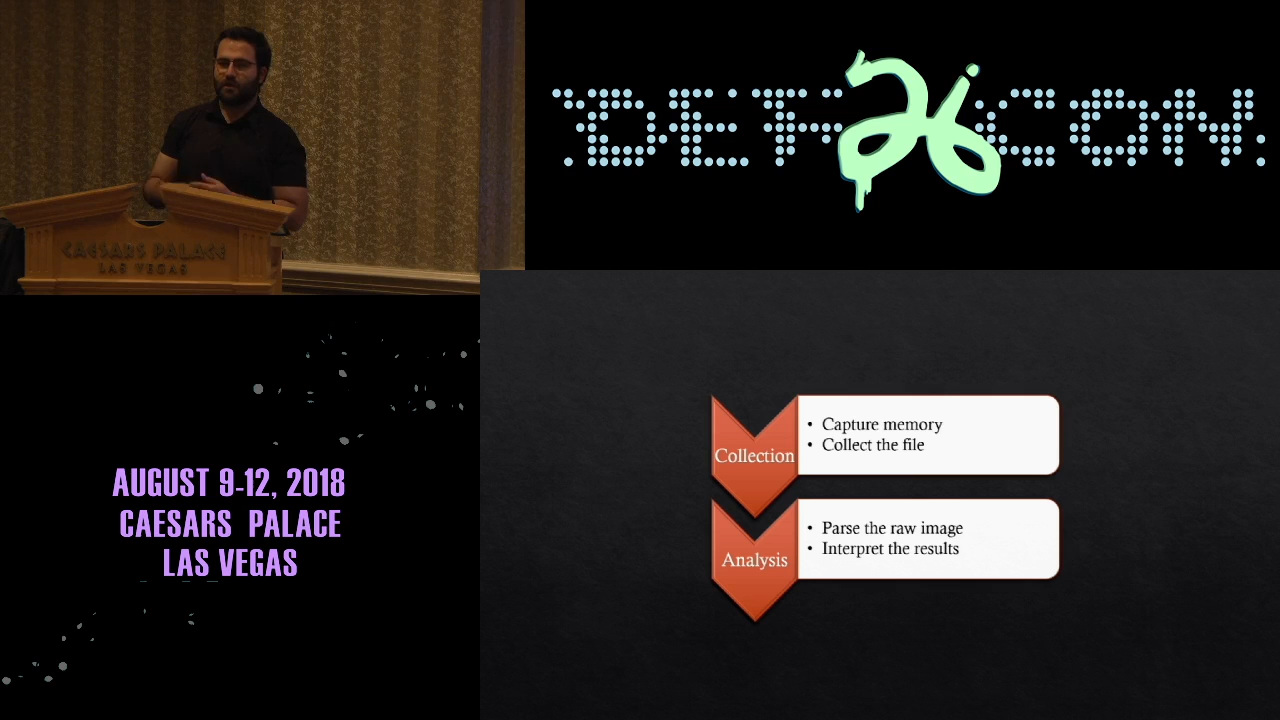 CAESARS PALACE
LAS VEGAS
DEF 26 CON
AUGUST 9-12, 2018
CAESARS PALACE
LAS VEGAS
Collection
• Capture memory
• Collect the file
Analysis
• Parse the raw image
• Interpret the results